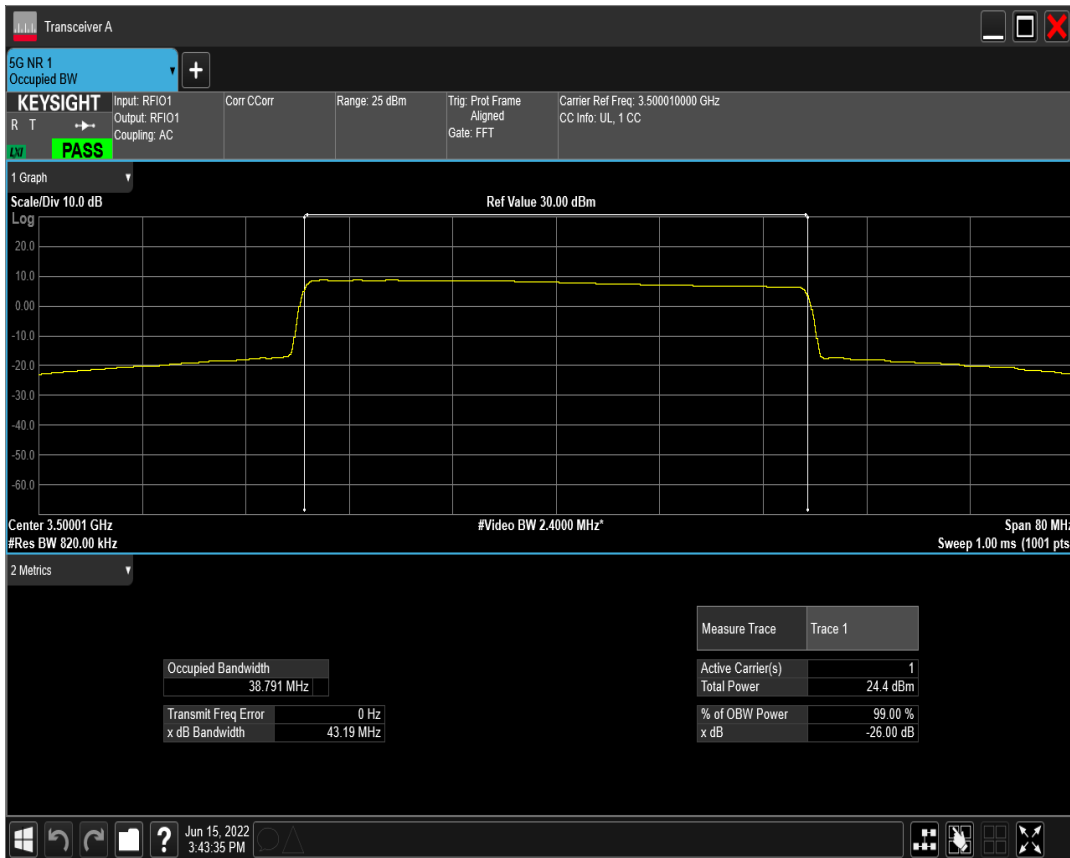 Transceiver A
5G NR 1
Occupied BW
+
KEYSIGHT
R T
LXI
PASS
Input: RFIO1
Output: RFIO1
Coupling: AC
Corr CCorr
Range: 25 dBm
Trig: Prot Frame
Aligned
Gate: FFT
Carrier Ref Freq: 3.500010000 GHz
CC Info: UL, 1 CC
1 Graph
Scale/Div 10.0 dB
Ref Value 30.00 dBm
Log
20.0
10.0
0.00
-10.0
-20.0
-30.0
-40.0
-50.0
-60.0
Center 3.50001 GHz
#Video BW 2.4000 MHz*
Span 80 MHz
#Res BW 820.00 kHz
Sweep 1.00 ms (1001 pts
2 Metrics
Measure Trace Trace 1
Occupied Bandwidth
38.791 MHz
Active Carrier(s) 1
Total Power 24.4 dBm
Transmit Freq Error 0 Hz
x dB Bandwidth 43.19 MHz
% of OBW Power 99.00 %
x dB -26.00 dB
?
Jun 15, 2022
3:43:35 PM